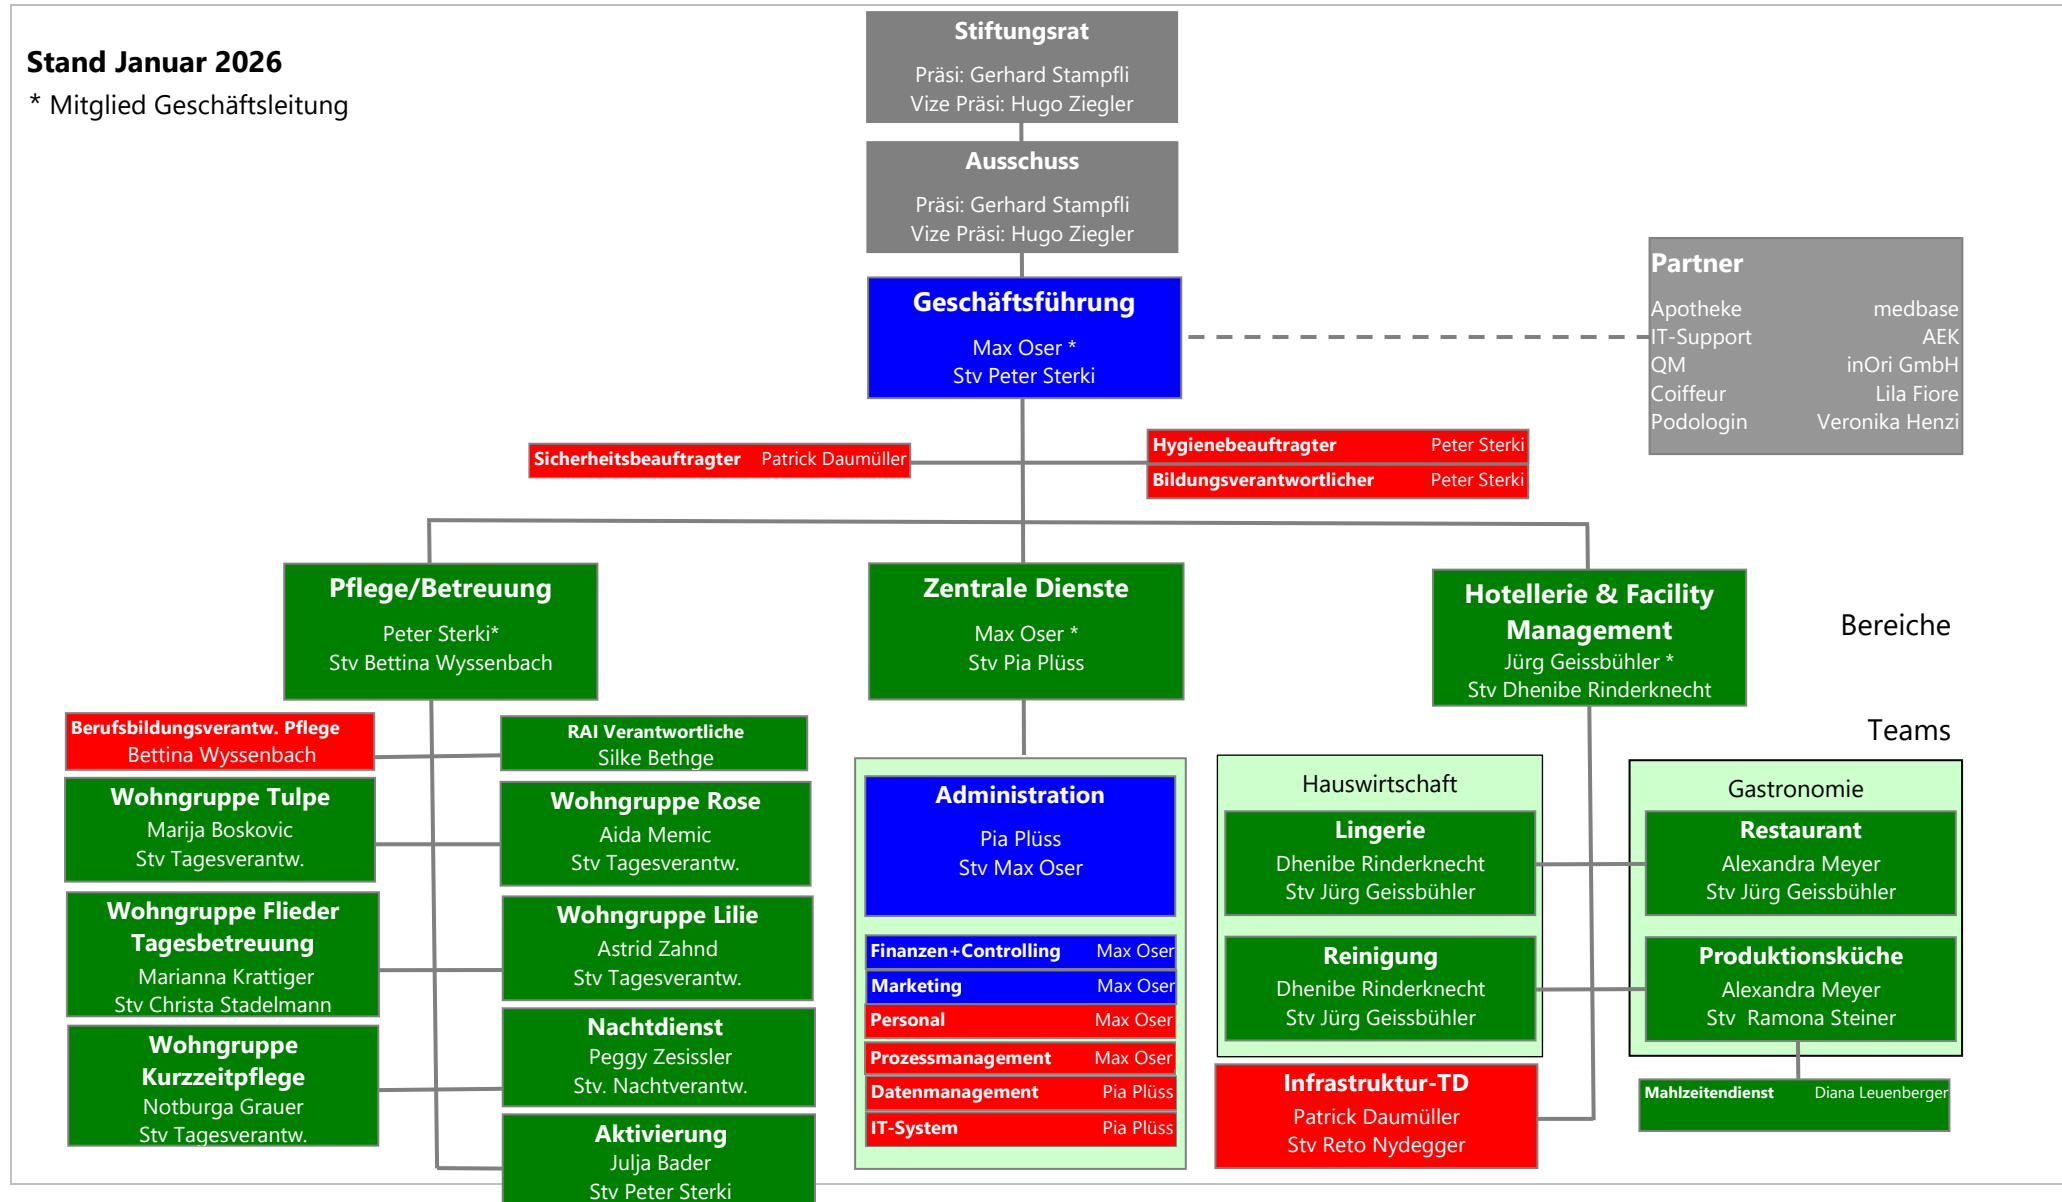 Stand Januar 2026
* Mitglied Geschäftsleitung
Stiftungsrat
Präsi: Gerhard Stampfli
Vize Präsi: Hugo Ziegler
Ausschuss
Präsi: Gerhard Stampfli
Vize Präsi: Hugo Ziegler
Geschäftsführung
Max Oser *
Stv Peter Sterki
Partner
Apotheke medbase
IT-Support AEK
QM inOri GmbH
Coiffeur Lila Fiore
Podologin Veronika Henzi
Sicherheitsbeauftragter Patrick Daumüller
Hygienebeauftragter Peter Sterki
Bildungsverantwortlicher Peter Sterki
Pflege/Betreuung
Peter Sterki*
Stv Bettina Wyssenbach
Zentrale Dienste
Max Oser *
Stv Pia Plüss
Hotellerie & Facility
Management
Jürg Geissbühler *
Stv Dhenibe Rinderknecht
Bereiche
Teams
Berufsbildungsverantw. Pflege
Bettina Wyssenbach
RAI Verantwortliche
Silke Bethge
Wohngruppe Tulpe
Marija Boskovic
Stv Tagesverantw.
Wohngruppe Rose
Aida Memic
Stv Tagesverantw.
Wohngruppe Flieder
Tagesbetreuung
Marianna Krattiger
Stv Christa Stadelmann
Wohngruppe Lilie
Astrid Zahnd
Stv Tagesverantw.
Wohngruppe
Kurzzeitpflege
Notburga Grauer
Stv Tagesverantw.
Nachtdienst
Peggy Zesissler
Stv. Nachtverantw.
Aktivierung
Julja Bader
Stv Peter Sterki
Administration
Pia Plüss
Stv Max Oser
Finanzen+Controlling Max Oser
Marketing Max Oser
Personal Max Oser
Prozessmanagement Max Oser
Datenmanagement Pia Plüss
IT-System Pia Plüss
Hauswirtschaft
Lingerie
Dhenibe Rinderknecht
Stv Jürg Geissbühler
Reinigung
Dhenibe Rinderknecht
Stv Jürg Geissbühler
Infrastruktur-TD
Patrick Daumüller
Stv Reto Nydegger
Gastronomie
Restaurant
Alexandra Meyer
Stv Jürg Geissbühler
Produktionsküche
Alexandra Meyer
Stv Ramona Steiner
Mahlzeitendienst Diana Leuenberger